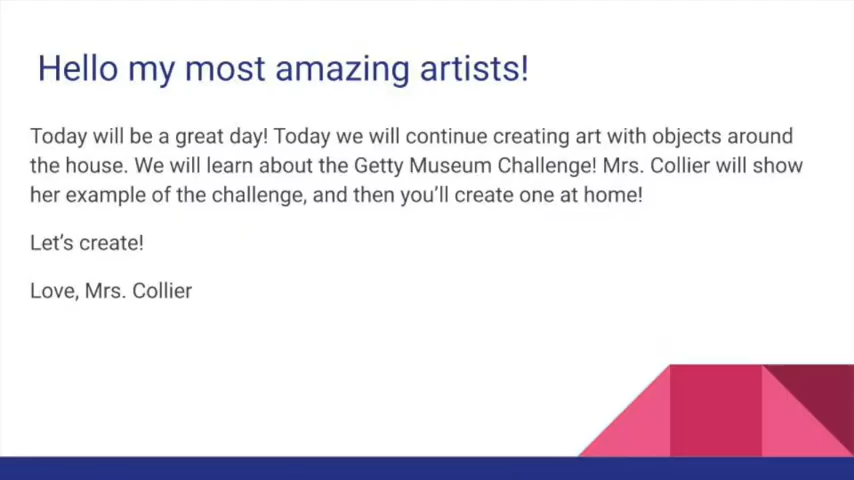 Hello my most amazing artists!
Today will be a great day! Today we will continue creating art with objects around
the house. We will learn about the Getty Museum Challenge! Mrs. Collier will show
her example of the challenge, and then you’ll create one at home!
Let’s create!
Love, Mrs. Collier